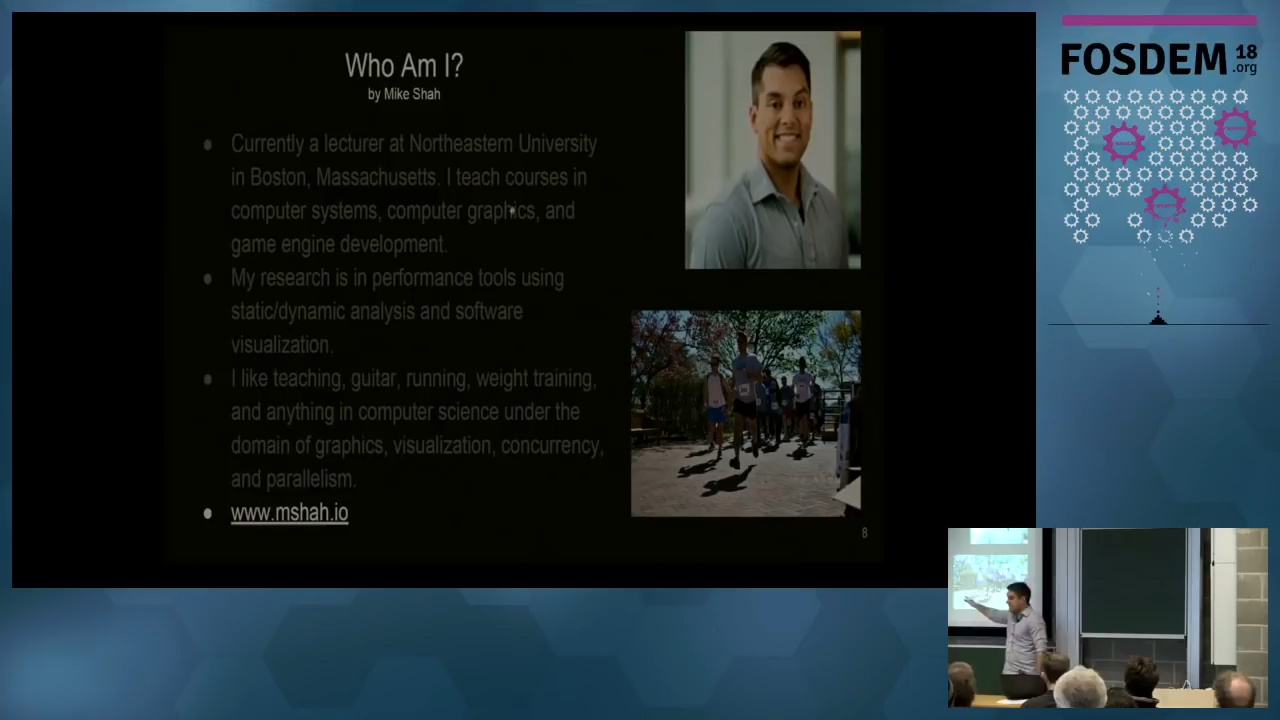 Who Am I?
by Mike Shah
● Currently a lecturer at Northeastern University
in Boston, Massachusetts. I teach courses in
computer systems, computer graphics, and
game engine development.
● My research is in performance tools using
static/dynamic analysis and software
visualization.
● I like teaching, guitar, running, weight training,
and anything in computer science under the
domain of graphics, visualization, concurrency,
and parallelism.
● www.mshah.io
8
FOSDEM 18
.org